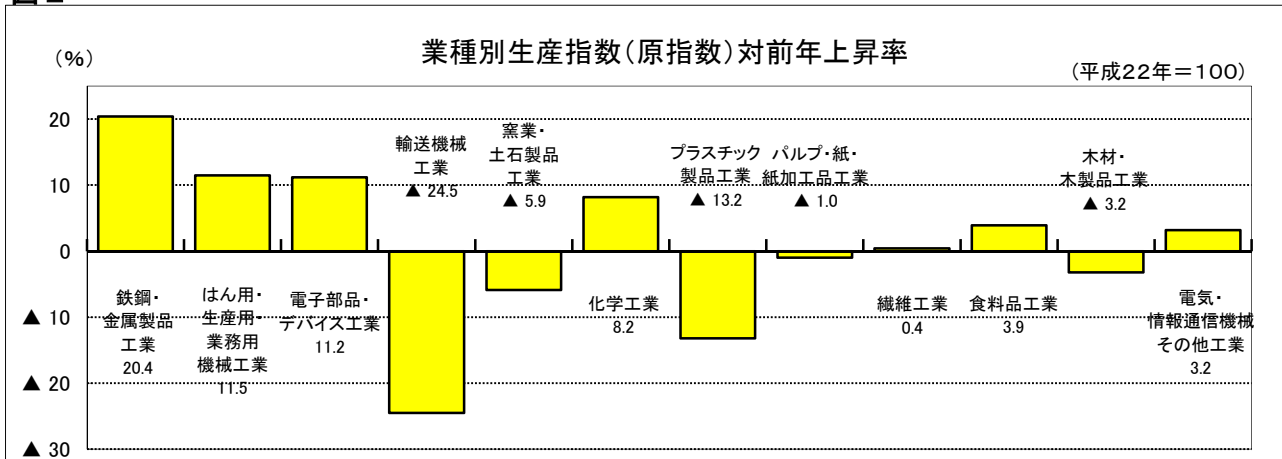 業種別生産指数(原指数)対前年上昇率
(%)
(平成22年=100)
20
10
0
▲ 10
▲ 20
▲ 30
鉄鋼・
金属製品
工業
20.4
はん用・
生産用・
業務用
機械工業
11.5
電子部品・
デバイス工業
11.2
輸送機械
工業
▲ 24.5
窯業・
土石製品
工業
▲ 5.9
化学工業
8.2
プラスチック
製品工業
▲ 13.2
パルプ・紙・
紙加工品工業
▲ 1.0
繊維工業
0.4
食料品工業
3.9
木材・
木製品工業
▲ 3.2
電気・
情報通信機械
その他工業
3.2